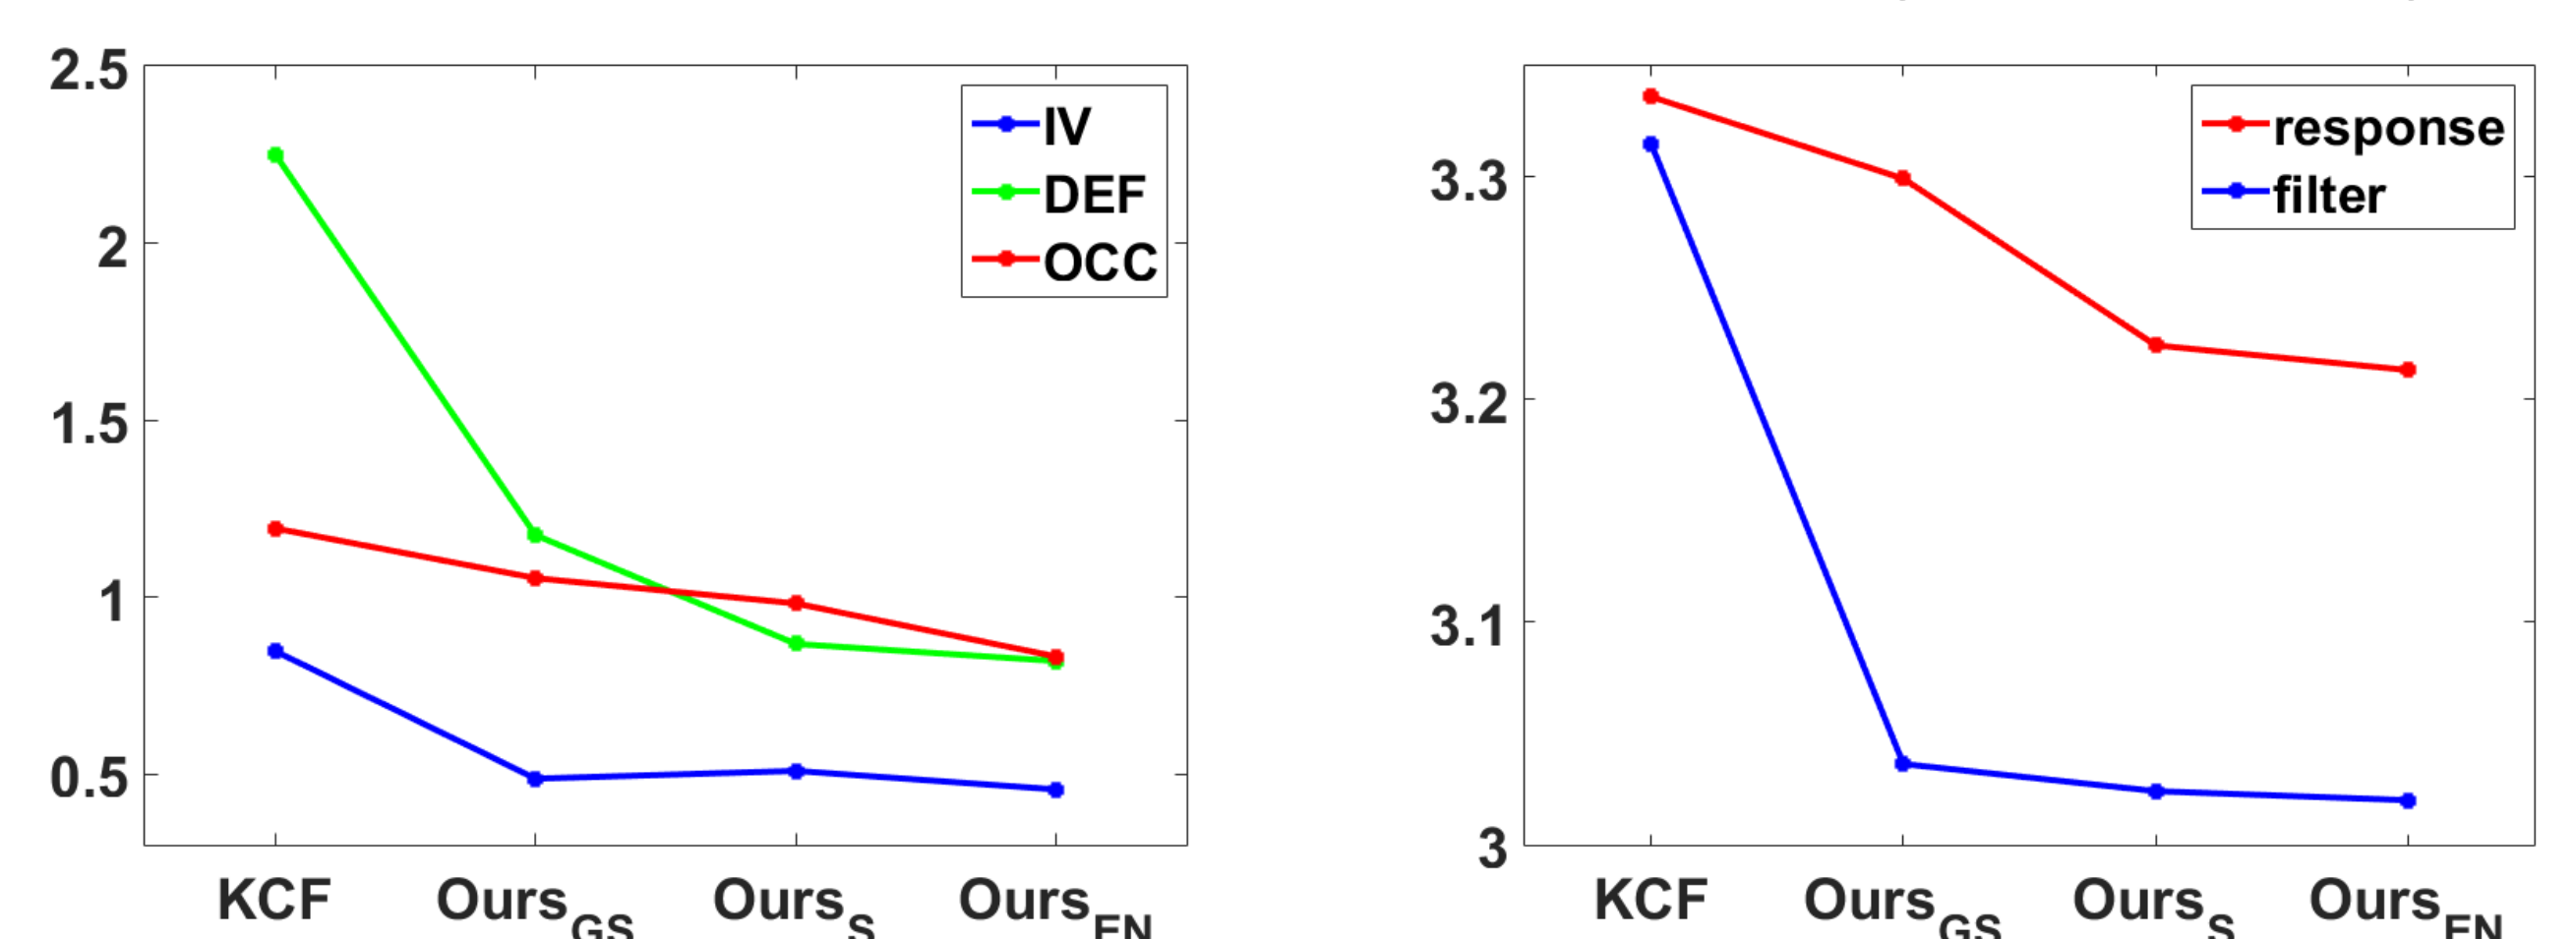 2.5
2
1.5
1
0.5
IV
DEF
OCC
KCF OursGS OursS OursEN
3.3
3.2
3.1
3
response
filter
KCF OursGS OursS OursEN